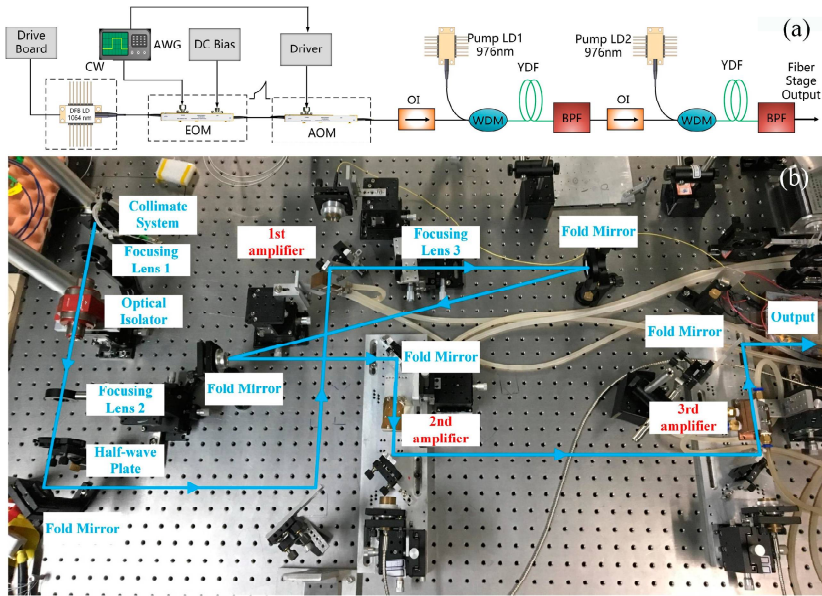 (a)
Drive
Board
AWG
DC Bias
Driver
CW
DFB LD
1064 nm
EOM
AOM
Pump LD1
976nm
OI
WDM
YDF
BPF
Pump LD2
976nm
OI
WDM
YDF
BPF
Fiber
Stage
Output
(b)
Collimate
System
Focusing
Lens 1
Optical
Isolator
Focusing
Lens 2
Half-wave
Plate
Fold Mirror
1st
amplifier
Fold Mirror
Focusing
Lens 3
Fold Mirror
Fold Mirror
2nd
amplifier
Fold Mirror
3rd
amplifier
Output